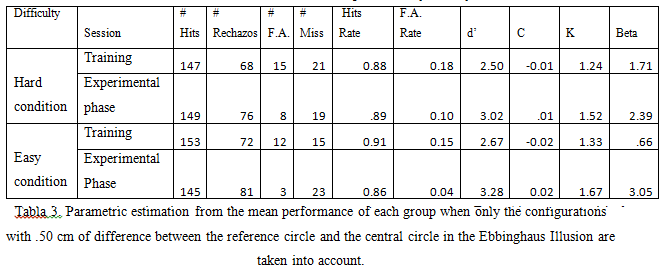 Difficulty # # # # Hits F.A.
Session Hits Rechazos F.A. Miss Rate Rate d' C K Beta
Hard condition Training 147 68 15 21 0.88 0.18 2.50 -0.01 1.24 1.71
Experimental phase 149 76 8 19 .89 0.10 3.02 .01 1.52 2.39
Easy condition Training 153 72 12 15 0.91 0.15 2.67 -0.02 1.33 .66
Experimental Phase 145 81 3 23 0.86 0.04 3.28 0.02 1.67 3.05
Tabla 3. Parametric estimation from the mean performance of each group when only the configurations
with .50 cm of difference between the reference circle and the central circle in the Ebbinghaus Illusion are
taken into account.